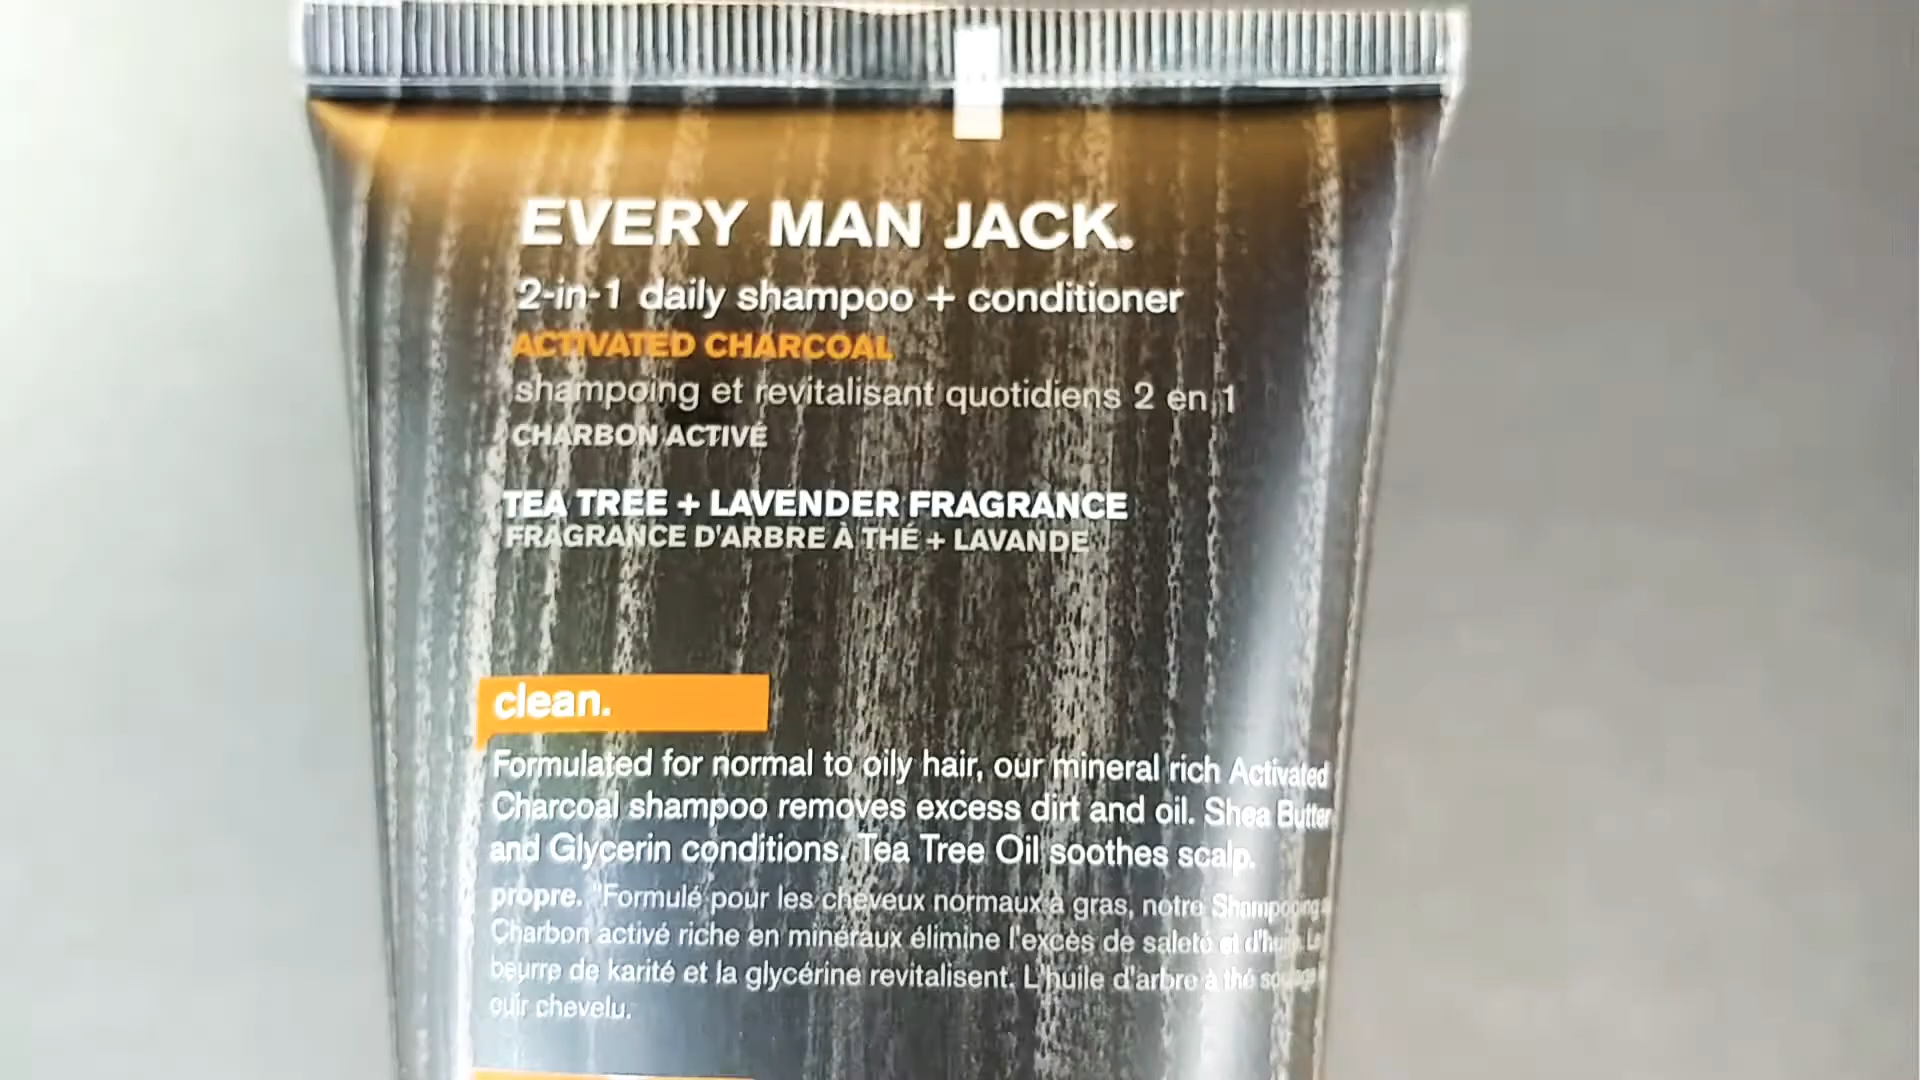 EVERY MAN JACK.
2-in-1 daily shampoo + conditioner
ACTIVATED CHARCOAL
shampoing et revitalisant quotidiens 2 en 1
CHARBON ACTIVÉ
TEA TREE + LAVENDER FRAGRANCE
FRAGRANCE D'ARBRE À THÉ + LAVANDE
clean.
Formulated for normal to oily hair, our mineral rich Activated
Charcoal shampoo removes excess dirt and oil. Shea Butter
and Glycerin conditions. Tea Tree Oil soothes scalp.
propre. "Formulé pour les cheveux normaux à gras, notre
Charbon activé riche en minéraux élimine l'excès de saleté et
beurre de karité et la glycérine revitalisent. L'huile d'arbre à thé
cuir chevelu.